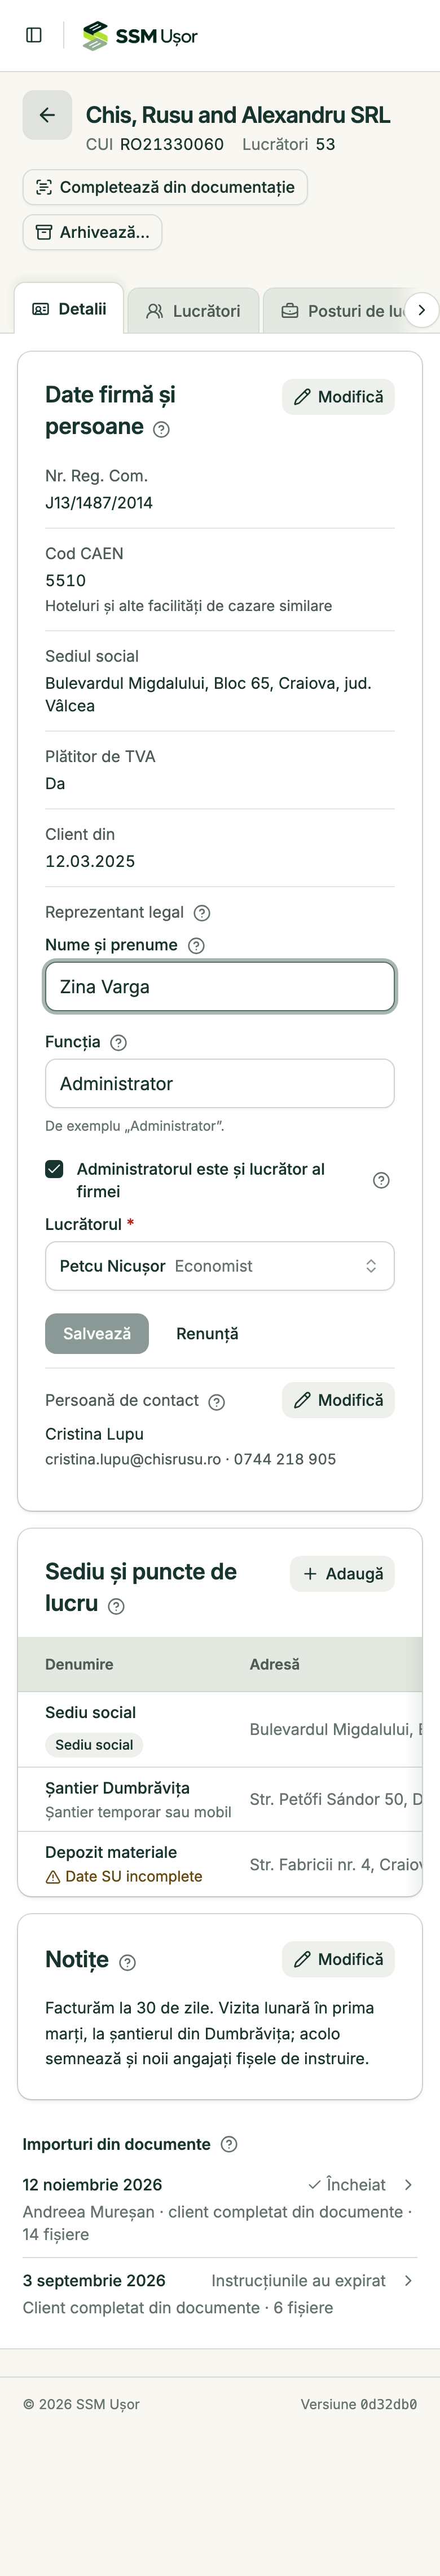 SSM Ușor
Chis, Rusu and Alexandru SRL
CUI RO21330060 Lucrători 53
Completează din documentație
Arhivează...
Detalii
Lucrători
Posturi de
Date firmă și
persoane
Modifică
Nr. Reg. Com.
J13/1487/2014
Cod CAEN
5510
Hoteluri și alte facilități de cazare similare
Sediul social
Bulevardul Migdalului, Bloc 65, Craiova, jud.
Vâlcea
Plătitor de TVA
Da
Client din
12.03.2025
Reprezentant legal
Nume și prenume
Zina Varga
Funcția
Administrator
De exemplu „Administrator”.
Administratorul este și lucrător al
firmei
Lucrătorul *
Petcu Nicușor Economist
Salvează
Renunță
Persoană de contact
Modifică
Cristina Lupu
cristina.lupu@chisrusu.ro · 0744 218 905
Sediu și puncte de
lucru
Adaugă
Denumire
Adresă
Sediu social
Sediu social
Bulevardul Migdalului,
Șantier Dumbrăvița
Șantier temporar sau mobil
Str. Petőfi Sándor 50,
Depozit materiale
Date SU incomplete
Str. Fabricii nr. 4,
Notițe
Modifică
Facturăm la 30 de zile. Vizita lunară în prima
marți, la șantierul din Dumbrăvița; acolo
semnează și noii angajați fișele de instruire.
Importuri din documente
12 noiembrie 2026
Încheiat
Andreea Mureșan · client completat din documente ·
14 fișiere
3 septembrie 2026
Instrucțiunile au expirat
Client completat din documente · 6 fișiere
© 2026 SSM Ușor
Versiune 0d32db0